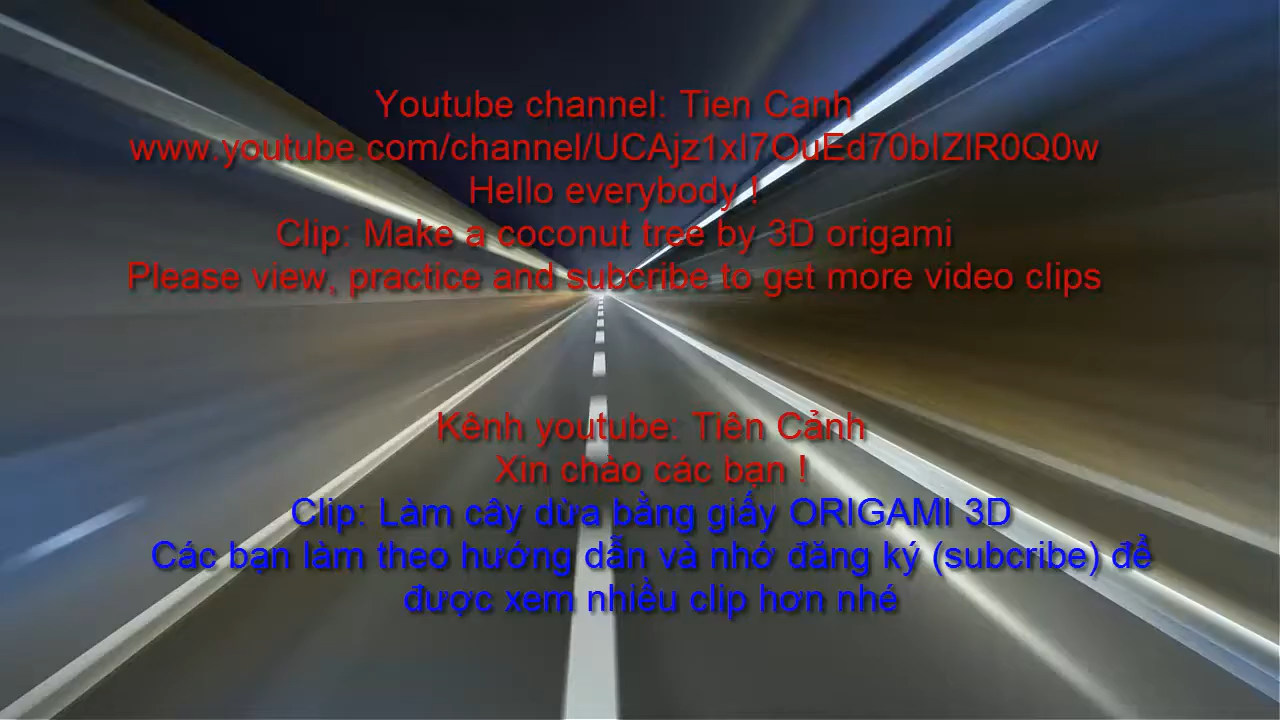 Youtube channel: Tien Canh
www.youtube.com/channel/UCAjz1xI7OuEd70bIZIR0Q0w
Hello everybody !
Clip: Make a coconut tree by 3D origami
Please view, practice and subcribe to get more video clips
Kênh youtube: Tiên Cảnh
Xin chào các bạn !
Clip: Làm cây dừa bằng giấy ORIGAMI 3D
Các bạn làm theo hướng dẫn và nhớ đăng ký (subcribe) để
được xem nhiều clip hơn nhé